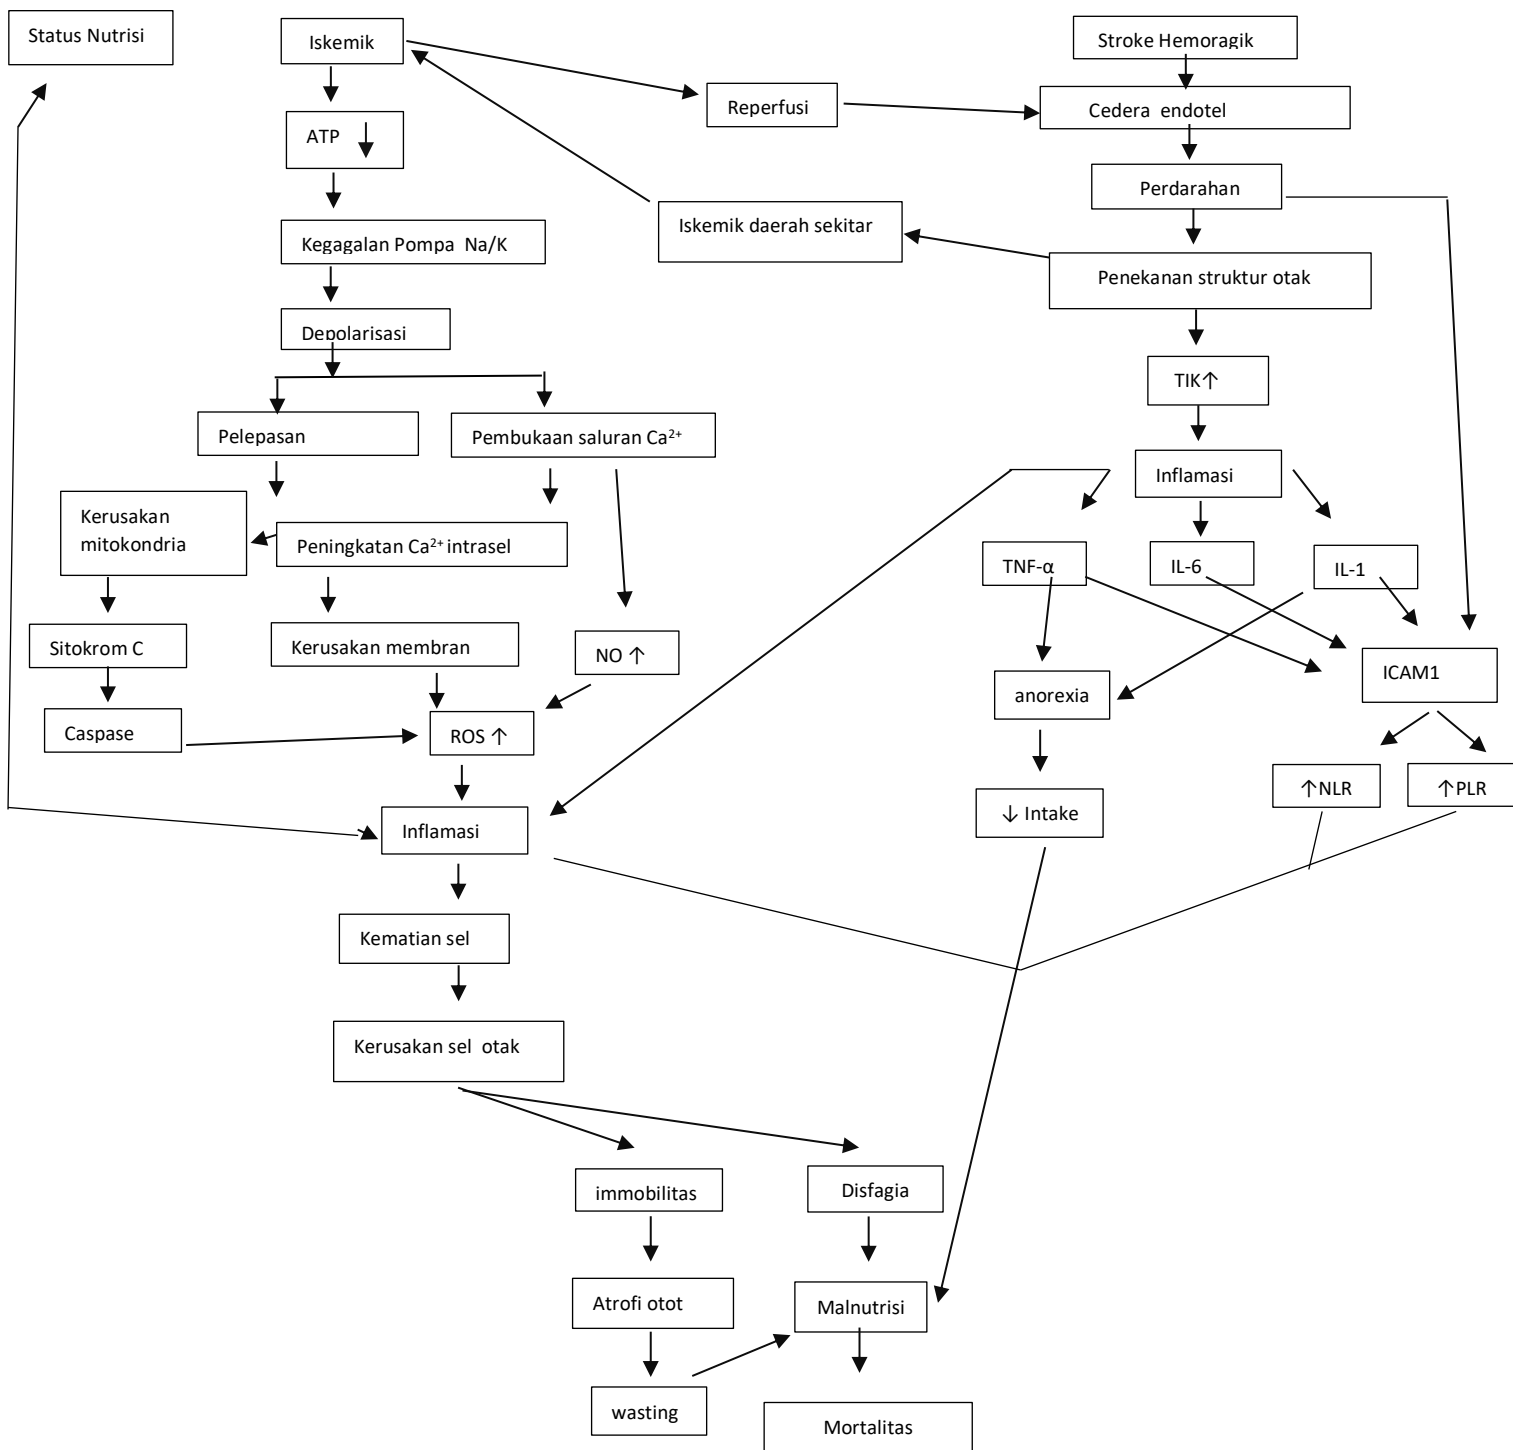 Status Nutrisi
Iskemik
Stroke Hemoragik
Reperfusi
Cedera endotel
ATP ↓
Perdarahan
Iskemik daerah sekitar
Kegagalan Pompa Na/K
Penekanan struktur otak
Depolarisasi
TIK↑
Pelepasan
Pembukaan saluran Ca²⁺
Inflamasi
Kerusakan
mitokondria
Peningkatan Ca²⁺ intrasel
TNF-α
IL-6
IL-1
Sitokrom C
Kerusakan membran
NO ↑
ICAM1
anorexia
Caspase
ROS ↑
↑NLR
↑PLR
↓ Intake
Inflamasi
Kematian sel
Kerusakan sel otak
immobilitas
Disfagia
Atrofi otot
Malnutrisi
wasting
Mortalitas